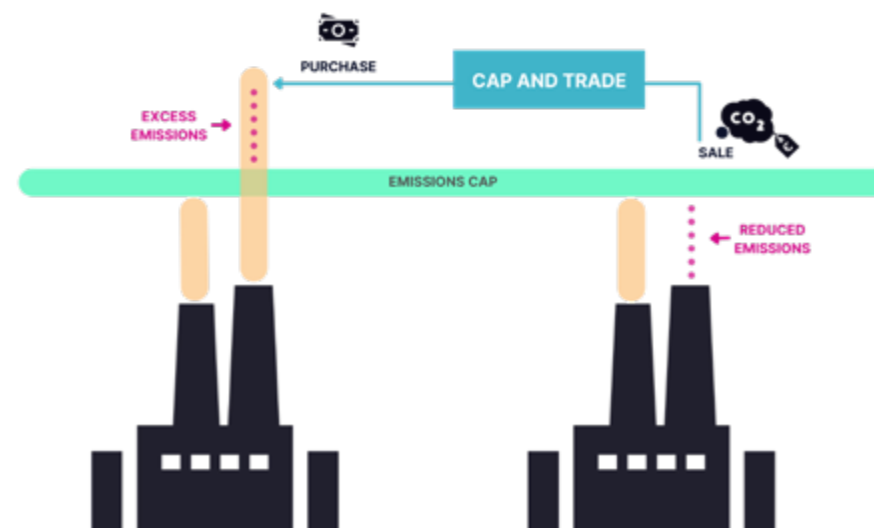 PURCHASE
CAP AND TRADE
EXCESS
EMISSIONS
CO2
SALE
EMISSIONS CAP
REDUCED
EMISSIONS